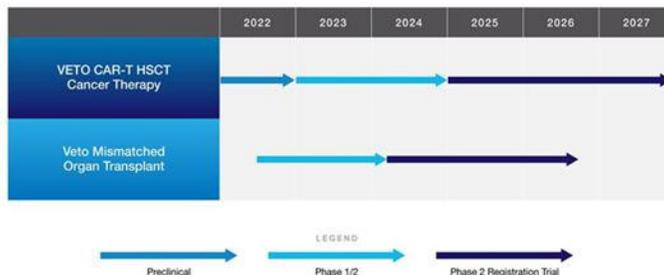 2022 2023 2024 2025 2026 2027
VETO CAR-T HSCT
Cancer Therapy
Veto Mismatched
Organ Transplant
LEGEND
Preclinical Phase 1/2 Phase 2 Registration Trial